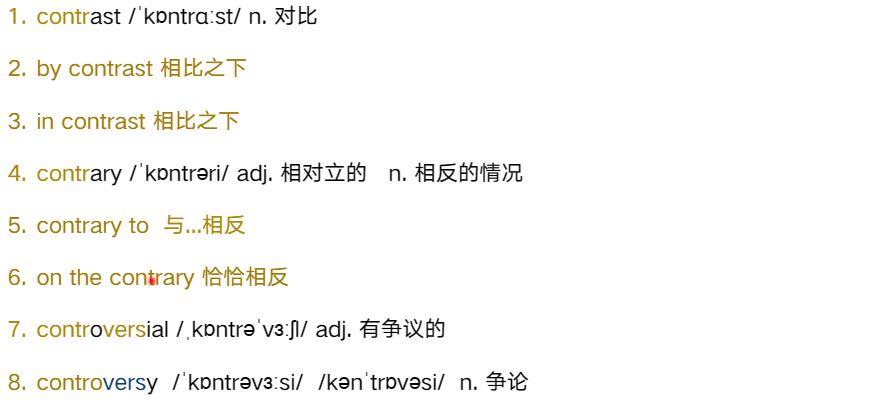 1. contrast /ˈkɒntrɑːst/ n. 对比
2. by contrast 相比之下
3. in contrast 相比之下
4. contrary /ˈkɒntrəri/ adj. 相对立的 n. 相反的情况
5. contrary to 与...相反
6. on the contrary 恰恰相反
7. controversial /ˌkɒntrəˈvɜːʃl/ adj. 有争议的
8. controversy /ˈkɒntrəvɜːsi/ /kənˈtrɒvəsi/ n. 争论